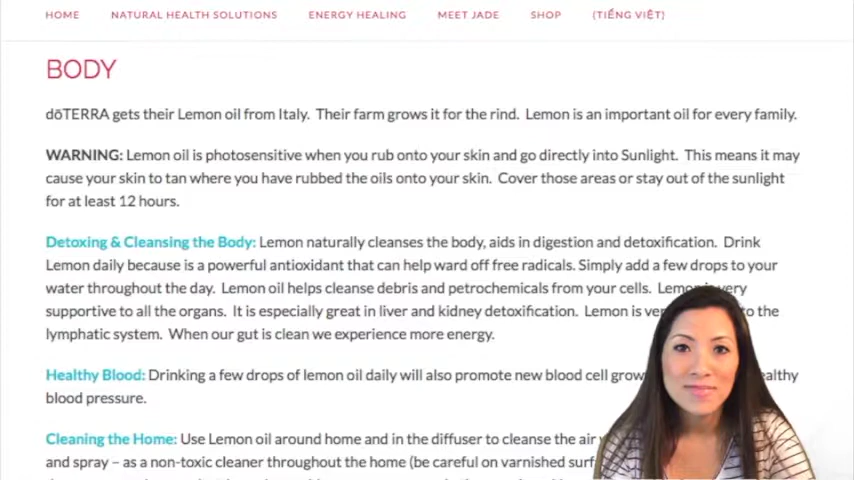 HOME NATURAL HEALTH SOLUTIONS ENERGY HEALING MEET JADE SHOP {TIẾNG VIỆT}
BODY
dōTERRA gets their Lemon oil from Italy. Their farm grows it for the rind. Lemon is an important oil for every family.
WARNING: Lemon oil is photosensitive when you rub onto your skin and go directly into Sunlight. This means it may
cause your skin to tan where you have rubbed the oils onto your skin. Cover those areas or stay out of the sunlight
for at least 12 hours.
Detoxing & Cleansing the Body: Lemon naturally cleanses the body, aids in digestion and detoxification. Drink
Lemon daily because is a powerful antioxidant that can help ward off free radicals. Simply add a few drops to your
water throughout the day. Lemon oil helps cleanse debris and petrochemicals from your cells. Lemon is very
supportive to all the organs. It is especially great in liver and kidney detoxification. Lemon is to the
lymphatic system. When our gut is clean we experience more energy.
Healthy Blood: Drinking a few drops of lemon oil daily will also promote new blood cell
blood pressure.
Cleaning the Home: Use Lemon oil around home and in the diffuser to cleanse the air
and spray – as a non-toxic cleaner throughout the home (be careful on varnished